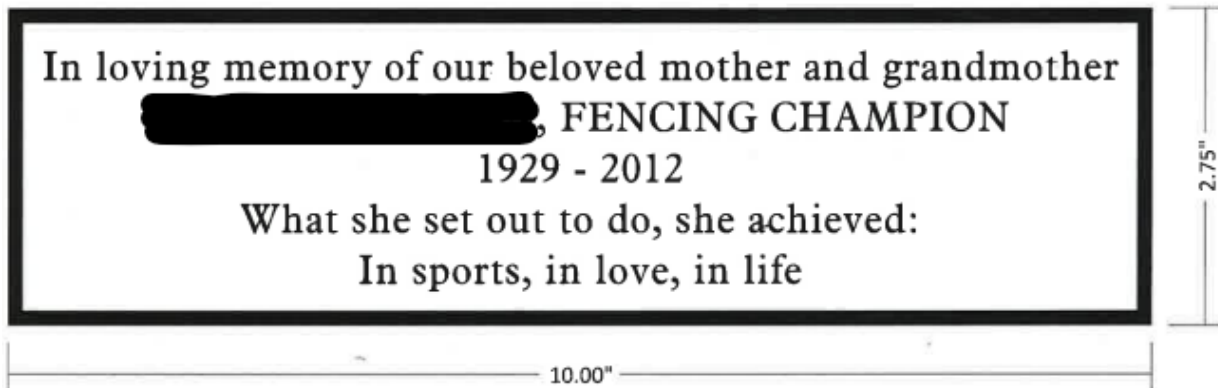 In loving memory of our beloved mother and grandmother
, FENCING CHAMPION
1929 - 2012
What she set out to do, she achieved:
In sports, in love, in life
2.75"
10.00"